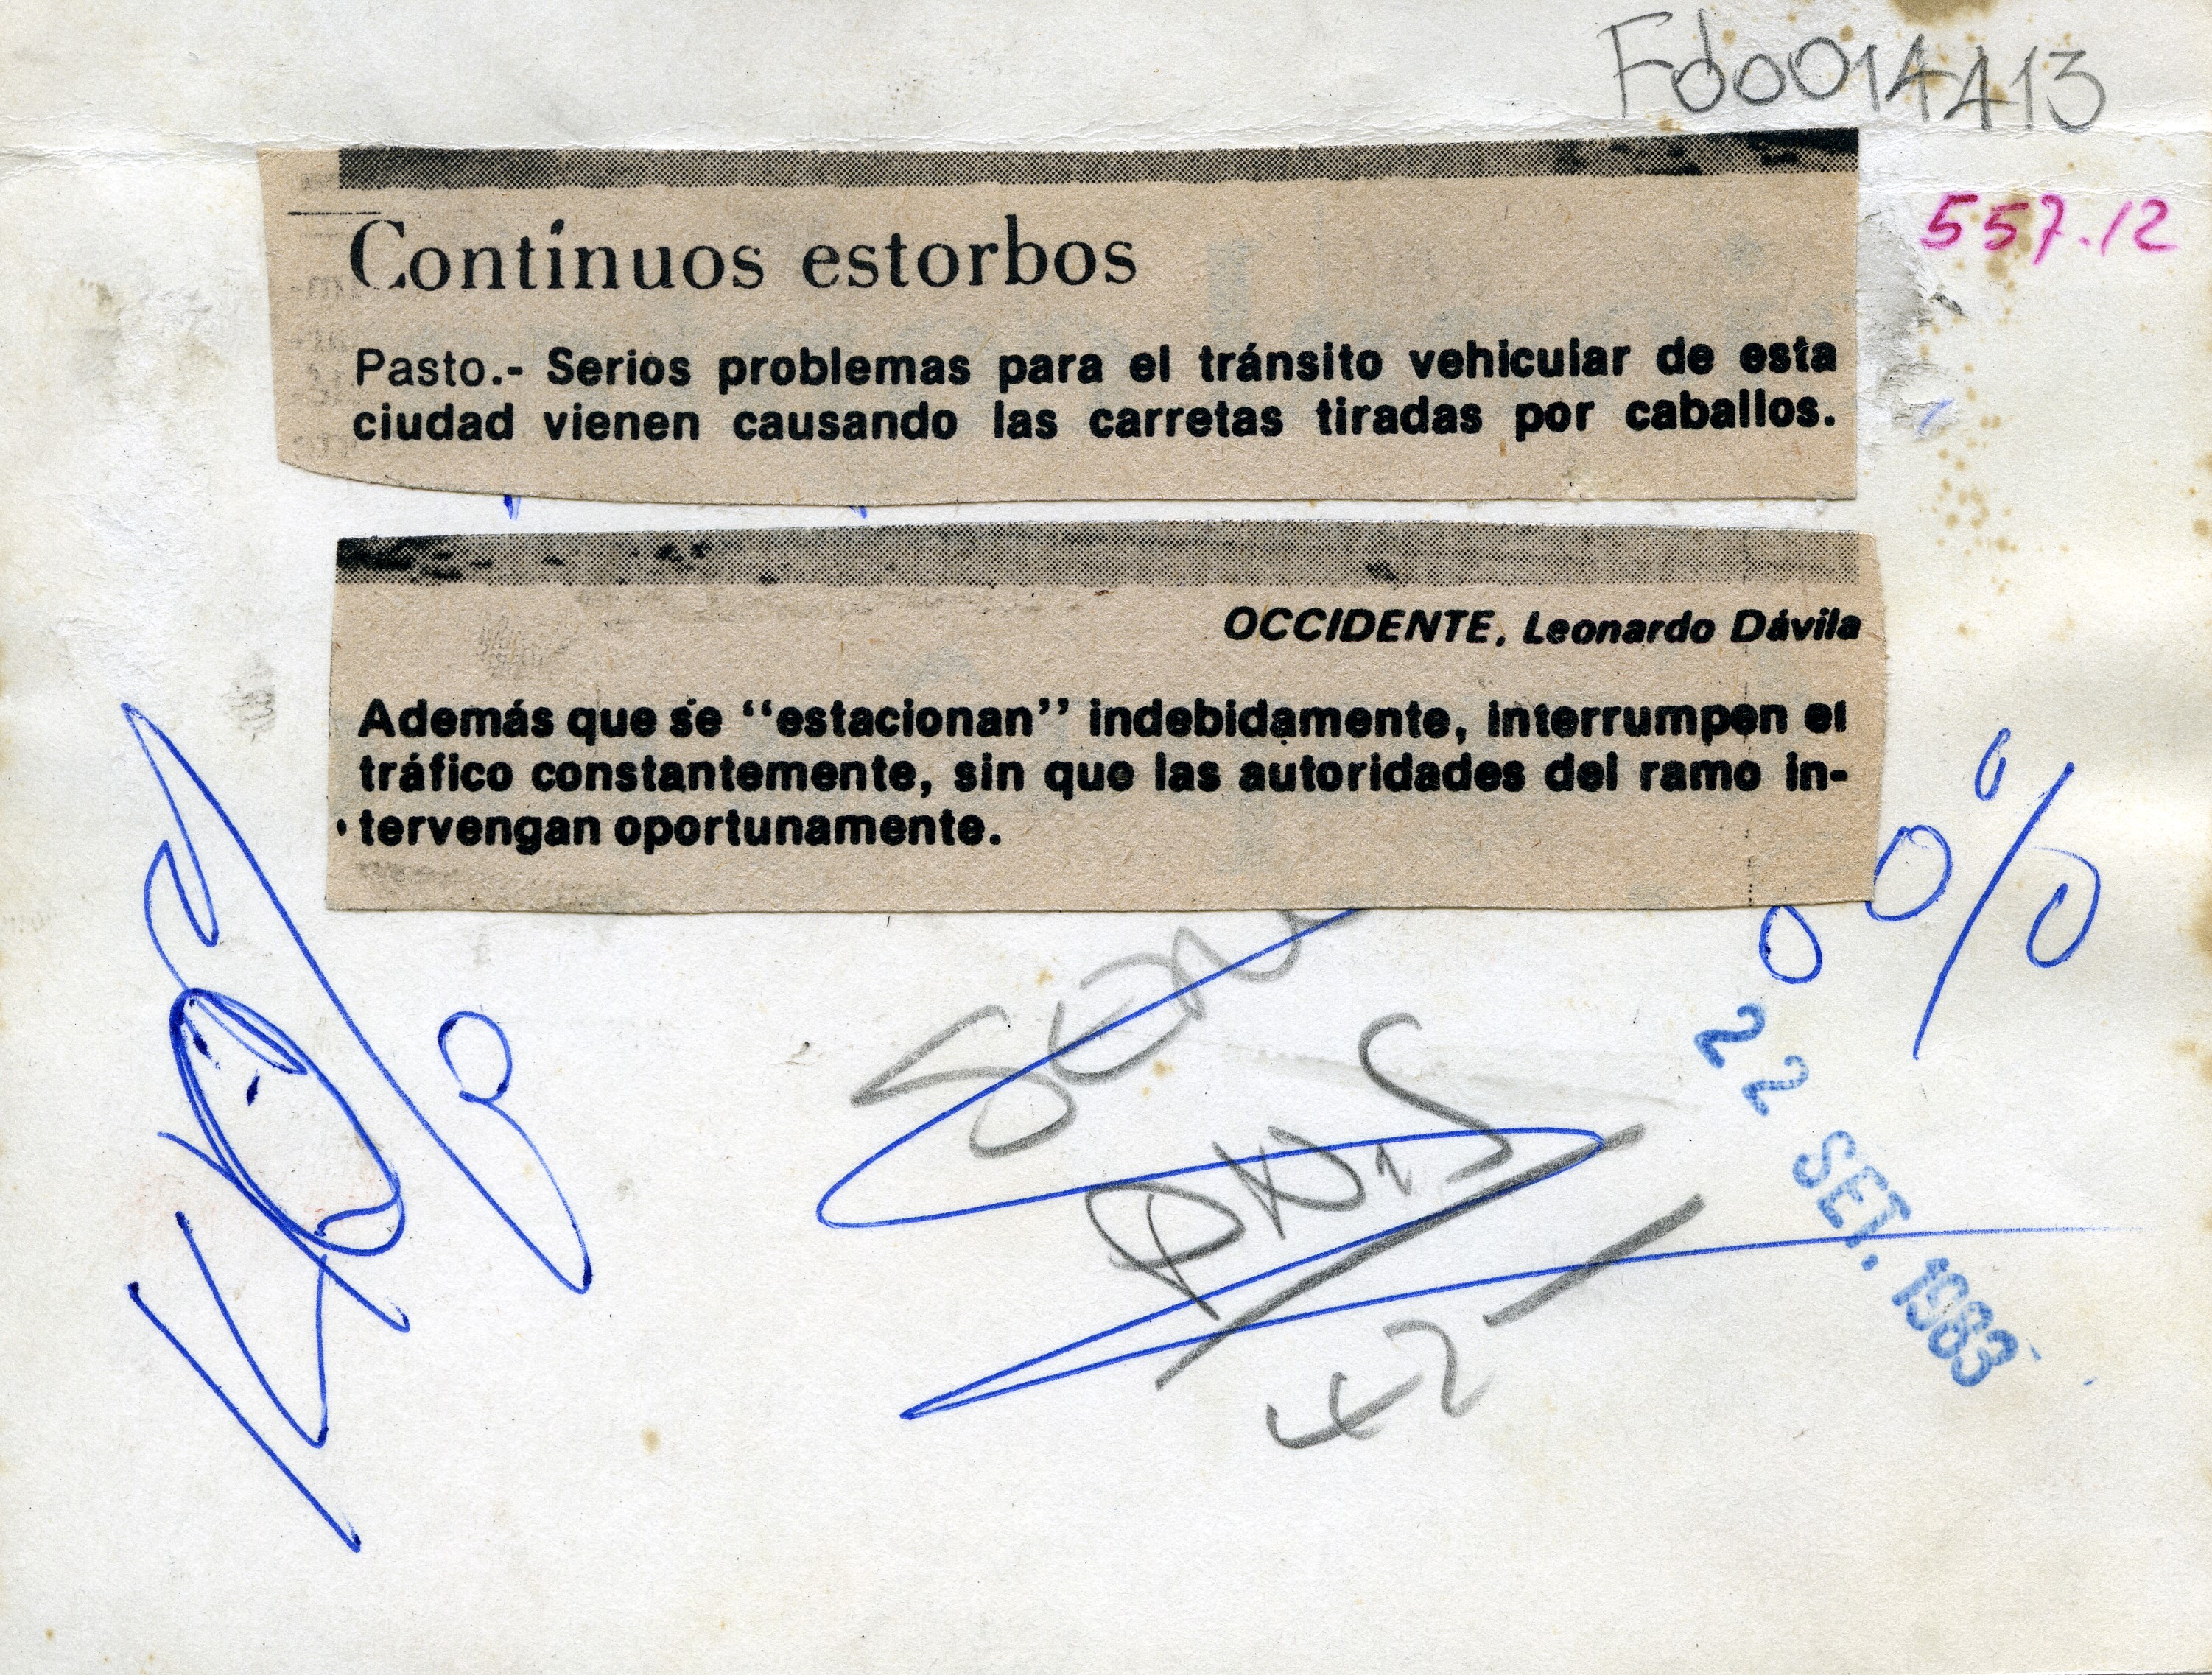 Fd0014413
557.12
Continuos estorbos
Pasto.- Serios problemas para el tránsito vehicular de esta
ciudad vienen causando las carretas tiradas por caballos.
OCCIDENTE, Leonardo Dávila
Además que se ‘‘estacionan’’ indebidamente, interrumpen el
tráfico constantemente, sin que las autoridades del ramo in-
tervengan oportunamente.
22 SET. 1983